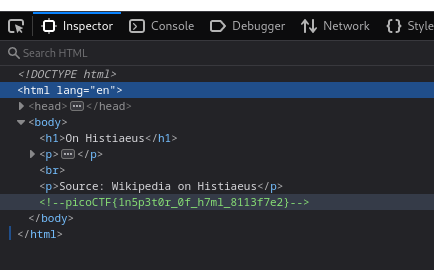 Inspector Console Debugger Network Style
Search HTML
<!DOCTYPE html>
<html lang="en">
<head> ... </head>
<body>
<h1>On Histiaeus</h1>
<p> ... </p>
<br>
<p>Source: Wikipedia on Histiaeus</p>
<!--picoCTF{1n5p3t0r_0f_h7ml_8113f7e2}-->
</body>
</html>